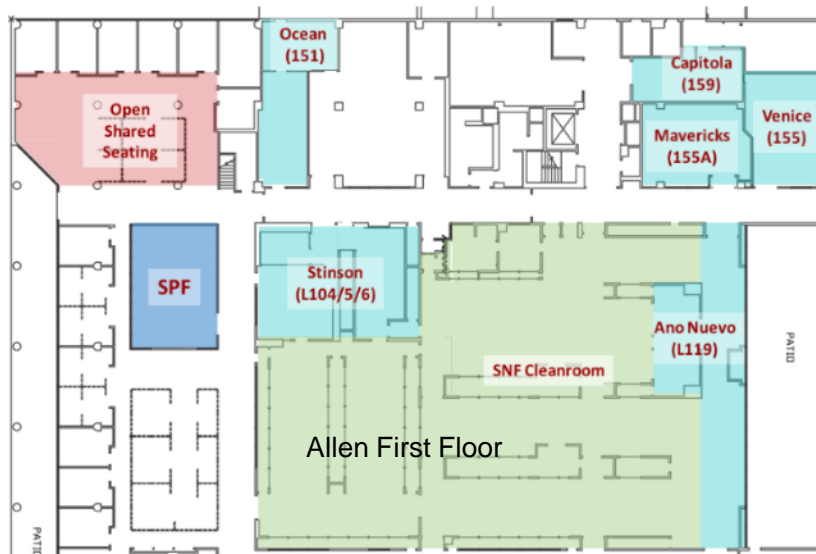 Ocean
(151)
Capitola
(159)
Open
Shared
Seating
Mavericks
(155A)
Venice
(155)
SPF
Stinson
(L104/5/6)
Ano Nuevo
(L119)
PATIO
SNF Cleanroom
Allen First Floor
PATIO